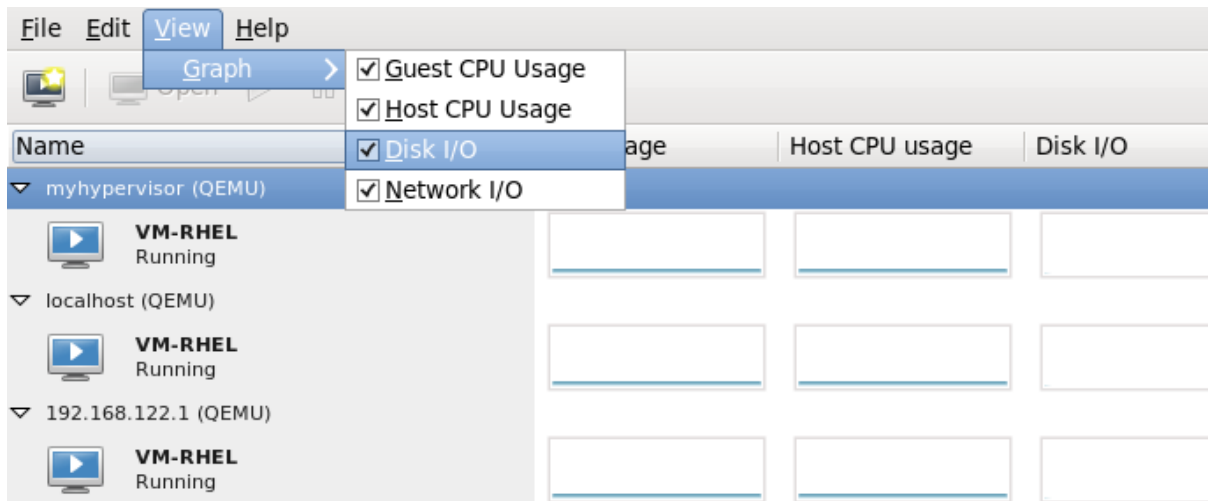 File Edit View Help
Graph
Guest CPU Usage
Host CPU Usage
Disk I/O
Network I/O
Open
Name age Host CPU usage Disk I/O
myhypervisor (QEMU)
VM-RHEL
Running
localhost (QEMU)
VM-RHEL
Running
192.168.122.1 (QEMU)
VM-RHEL
Running